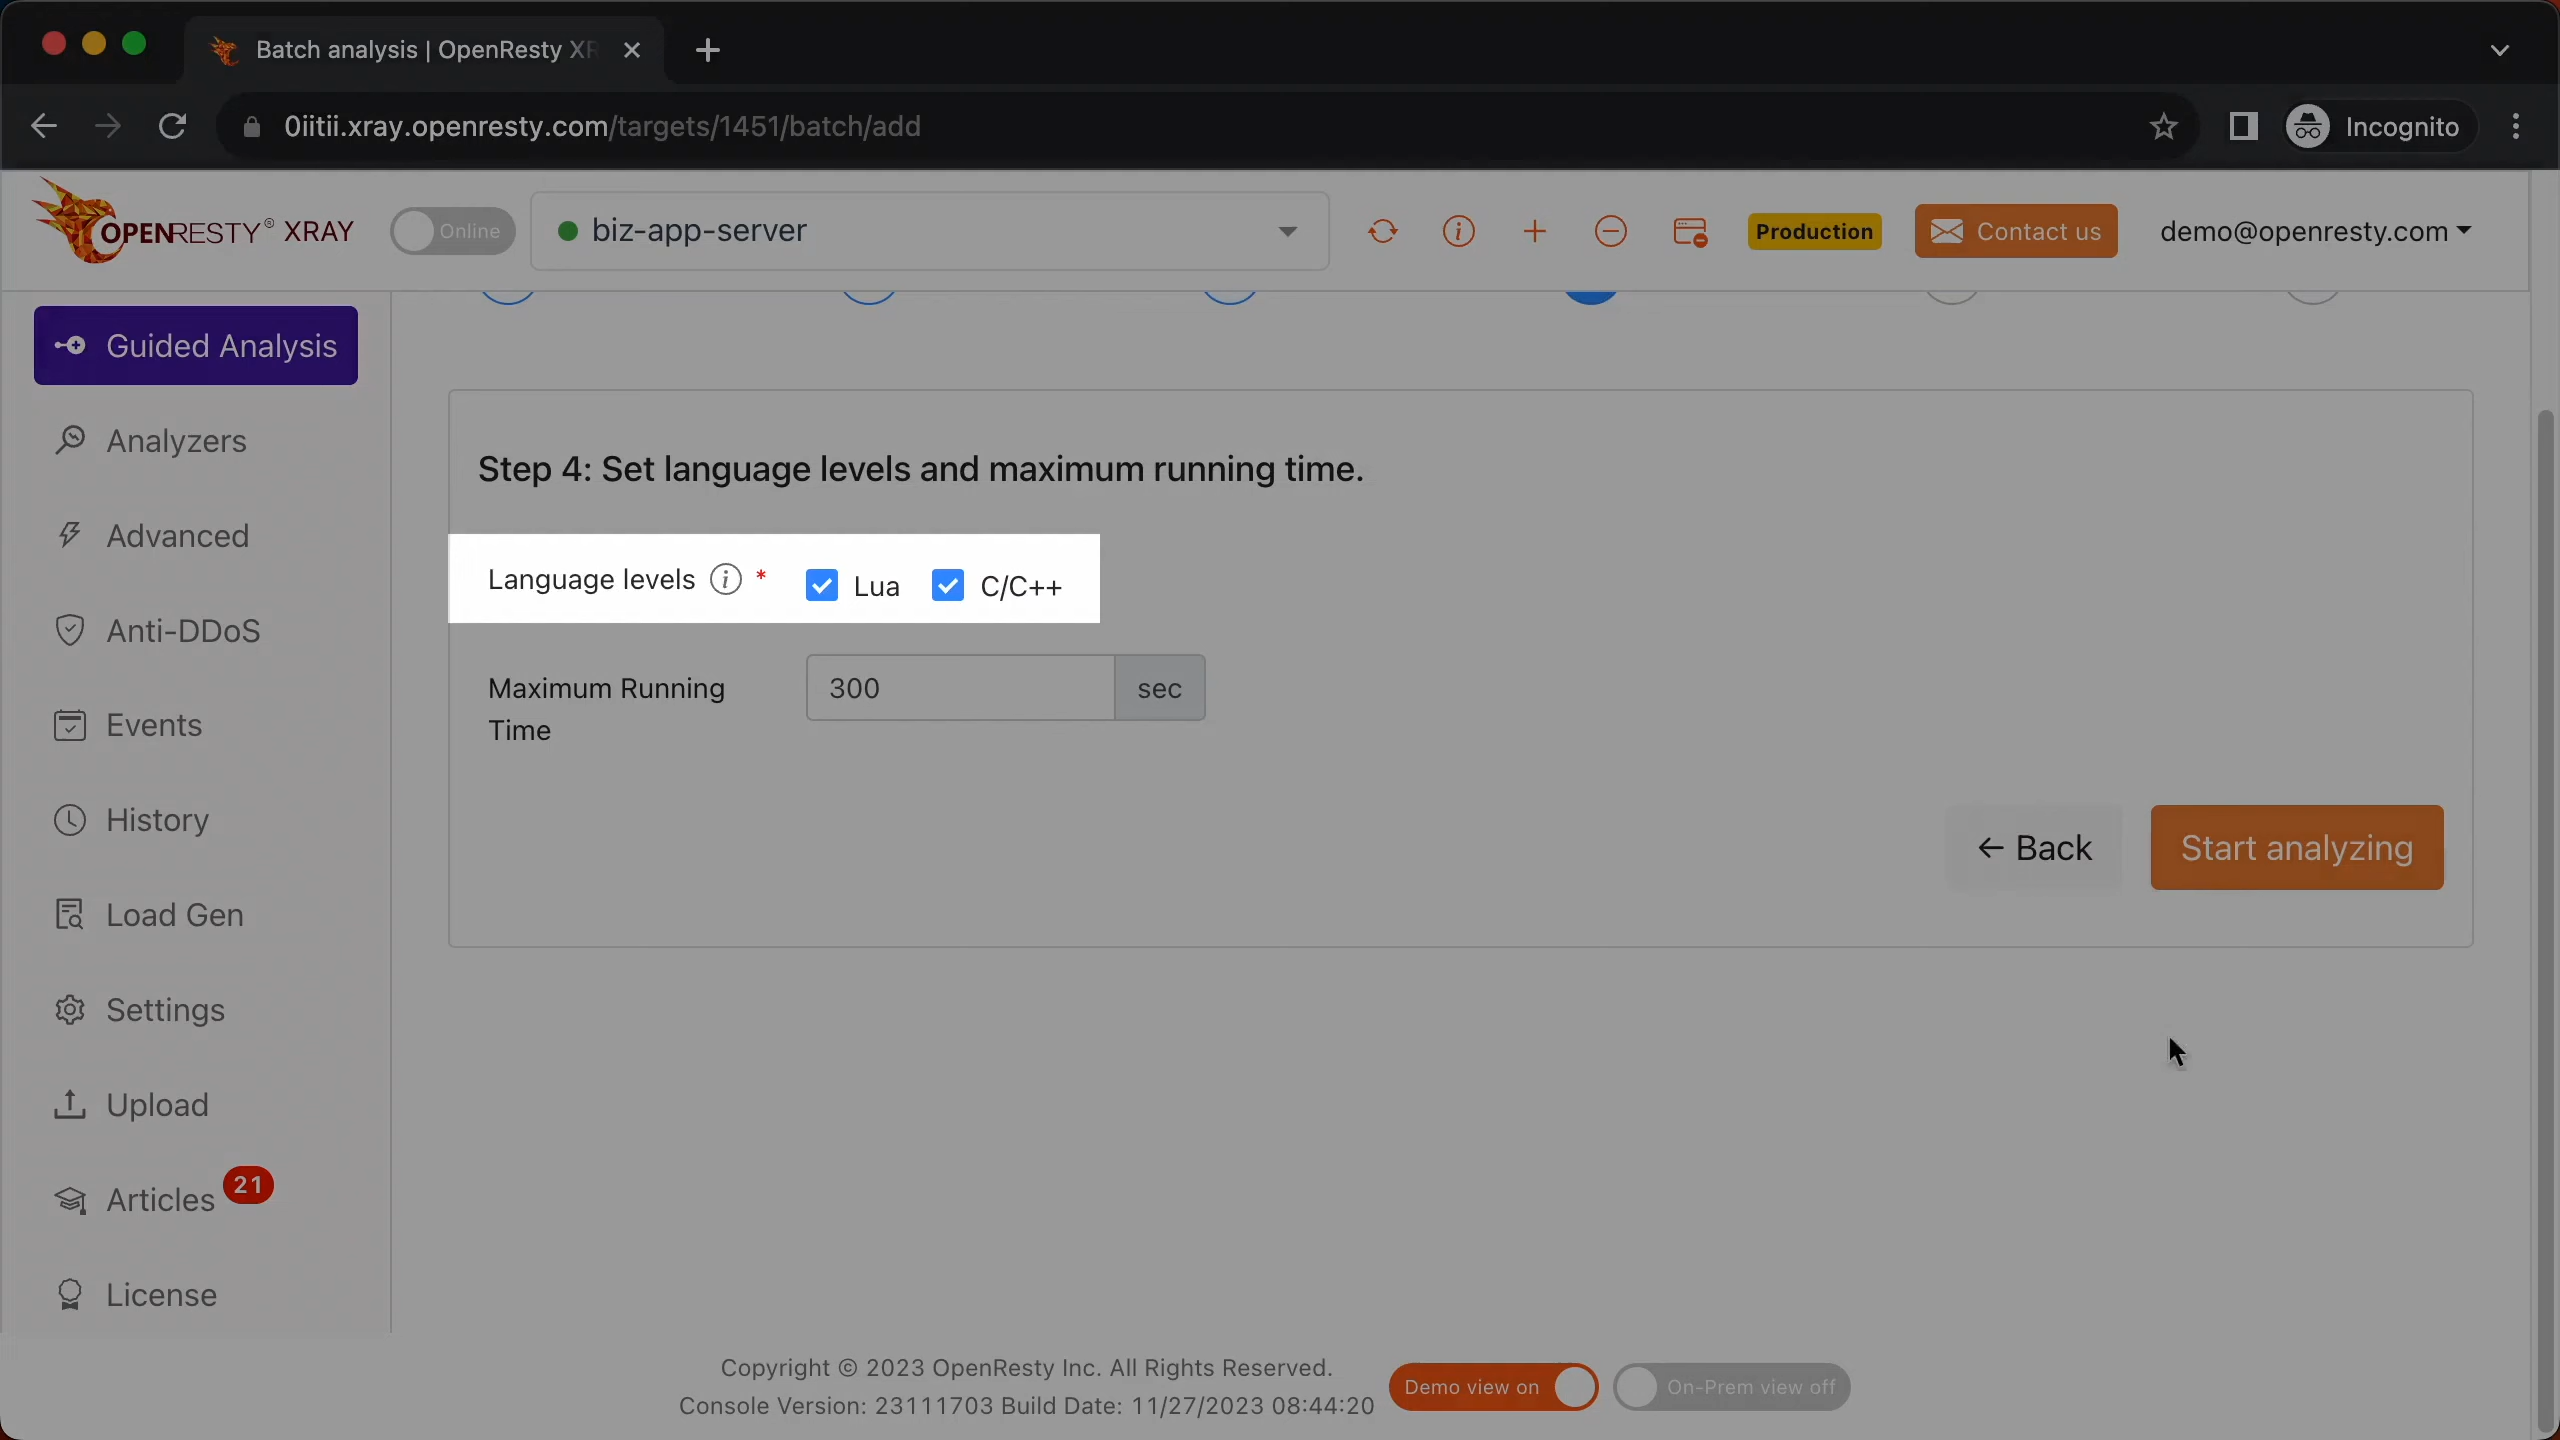 Batch analysis | OpenResty XR
0iitii.xray.openresty.com/targets/1451/batch/add
Incognito
OPENRESTY® XRAY
Online
biz-app-server
Production
Contact us
demo@openresty.com
Guided Analysis
Analyzers
Advanced
Anti-DDoS
Events
History
Load Gen
Settings
Upload
Articles 21
License
Step 4: Set language levels and maximum running time.
Language levels * Lua C/C++
Maximum Running
Time
300 sec
← Back
Start analyzing
Copyright © 2023 OpenResty Inc. All Rights Reserved.
Console Version: 23111703 Build Date: 11/27/2023 08:44:20
Demo view on
On-Prem view off